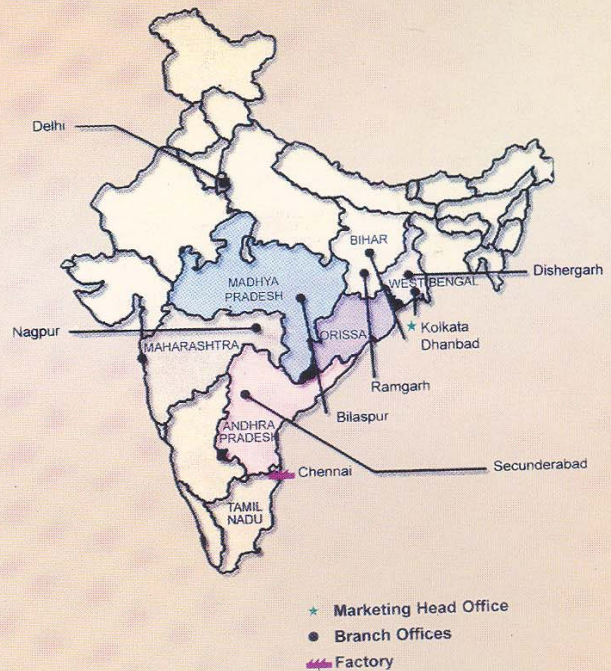 Delhi
BIHAR
MADHYA
PRADESH
WEST BENGAL
Dishergarh
Nagpur
MAHARASHTRA
ORISSA
Kolkata
Dhanbad
Ramgarh
Bilaspur
ANDHRA
PRADESH
Secunderabad
Chennai
TAMIL
NADU
Marketing Head Office
Branch Offices
Factory